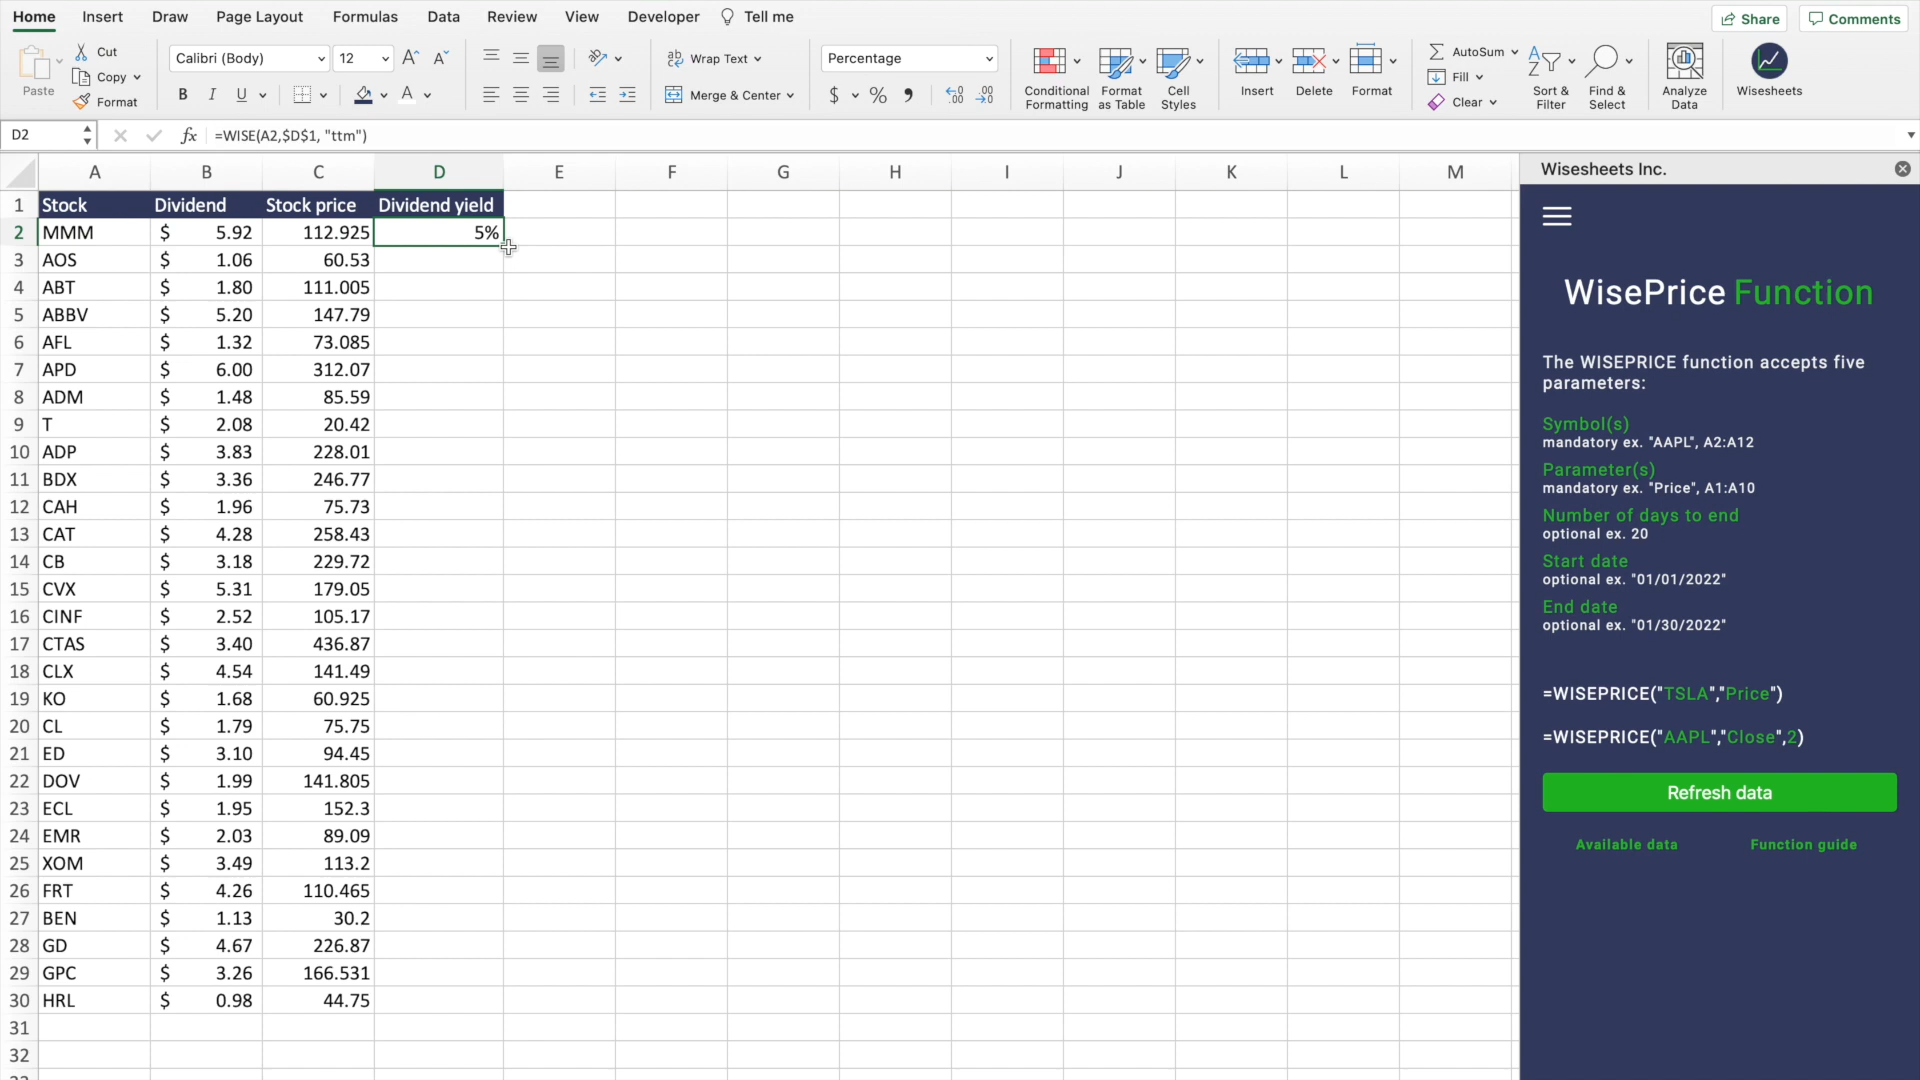 Home Insert Draw Page Layout Formulas Data Review View Developer Tell me Share Comments
Paste Cut Copy Format
Calibri (Body) 12
Wrap Text
Merge & Center
Percentage
Conditional Formatting
Format as Table
Cell Styles
Insert Delete Format
AutoSum
Fill
Clear
Sort & Filter
Find & Select
Analyze Data
Wisesheets
D2 fx =WISE(A2,$D$1, "ttm")
A B C D E F G H I J K L M
1 Stock Dividend Stock price Dividend yield
2 MMM $ 5.92 112.925 5%
3 AOS $ 1.06 60.53
4 ABT $ 1.80 111.005
5 ABBV $ 5.20 147.79
6 AFL $ 1.32 73.085
7 APD $ 6.00 312.07
8 ADM $ 1.48 85.59
9 T $ 2.08 20.42
10 ADP $ 3.83 228.01
11 BDX $ 3.36 246.77
12 CAH $ 1.96 75.73
13 CAT $ 4.28 258.43
14 CB $ 3.18 229.72
15 CVX $ 5.31 179.05
16 CINF $ 2.52 105.17
17 CTAS $ 3.40 436.87
18 CLX $ 4.54 141.49
19 KO $ 1.68 60.925
20 CL $ 1.79 75.75
21 ED $ 3.10 94.45
22 DOV $ 1.99 141.805
23 ECL $ 1.95 152.3
24 EMR $ 2.03 89.09
25 XOM $ 3.49 113.2
26 FRT $ 4.26 110.465
27 BEN $ 1.13 30.2
28 GD $ 4.67 226.87
29 GPC $ 3.26 166.531
30 HRL $ 0.98 44.75
31
32
Wisesheets Inc.
WisePrice Function
The WISEPRICE function accepts five
parameters:
Symbol(s)
mandatory ex. "AAPL", A2:A12
Parameter(s)
mandatory ex. "Price", A1:A10
Number of days to end
optional ex. 20
Start date
optional ex. "01/01/2022"
End date
optional ex. "01/30/2022"
=WISEPRICE("TSLA","Price")
=WISEPRICE("AAPL","Close",2)
Refresh data
Available data Function guide